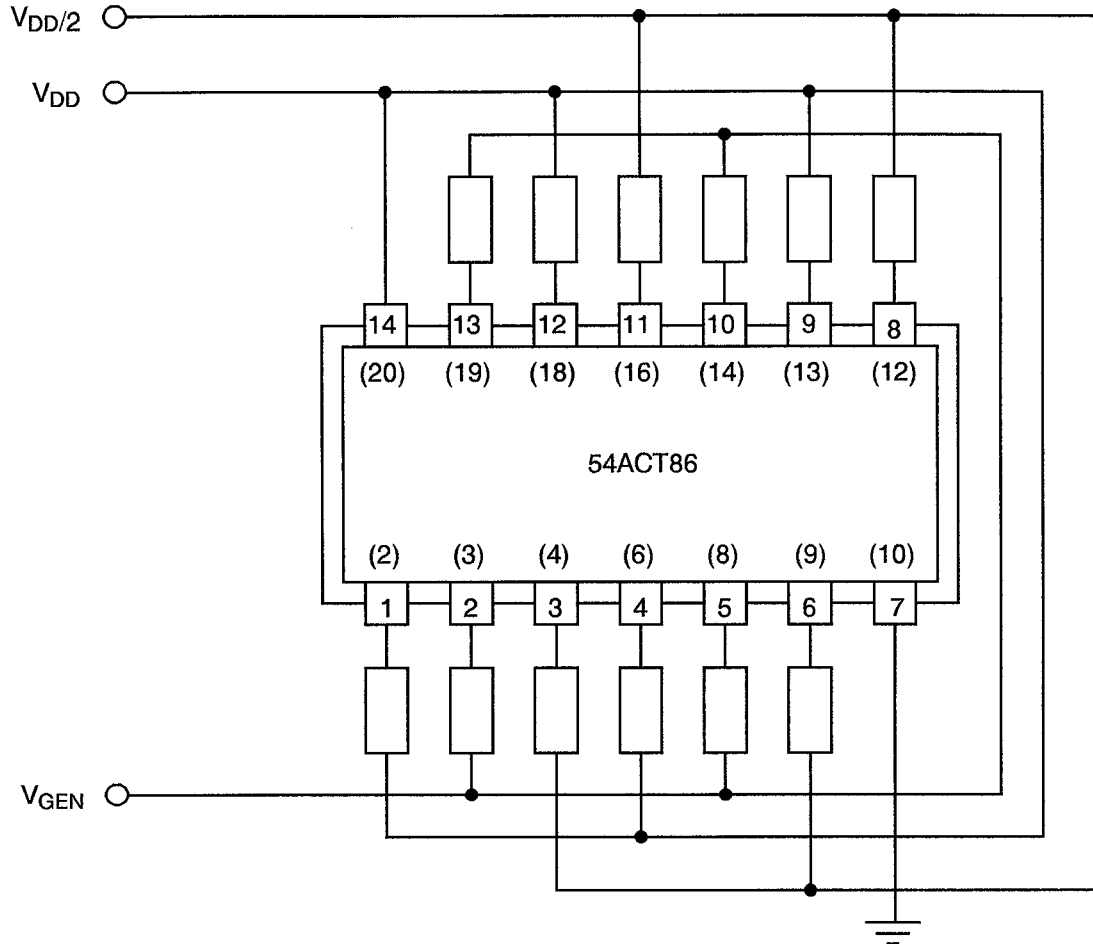 VDD/2
VDD
14 13 12 11 10 9 8
(20) (19) (18) (16) (14) (13) (12)
54ACT86
(2) (3) (4) (6) (8) (9) (10)
1 2 3 4 5 6 7
VGEN